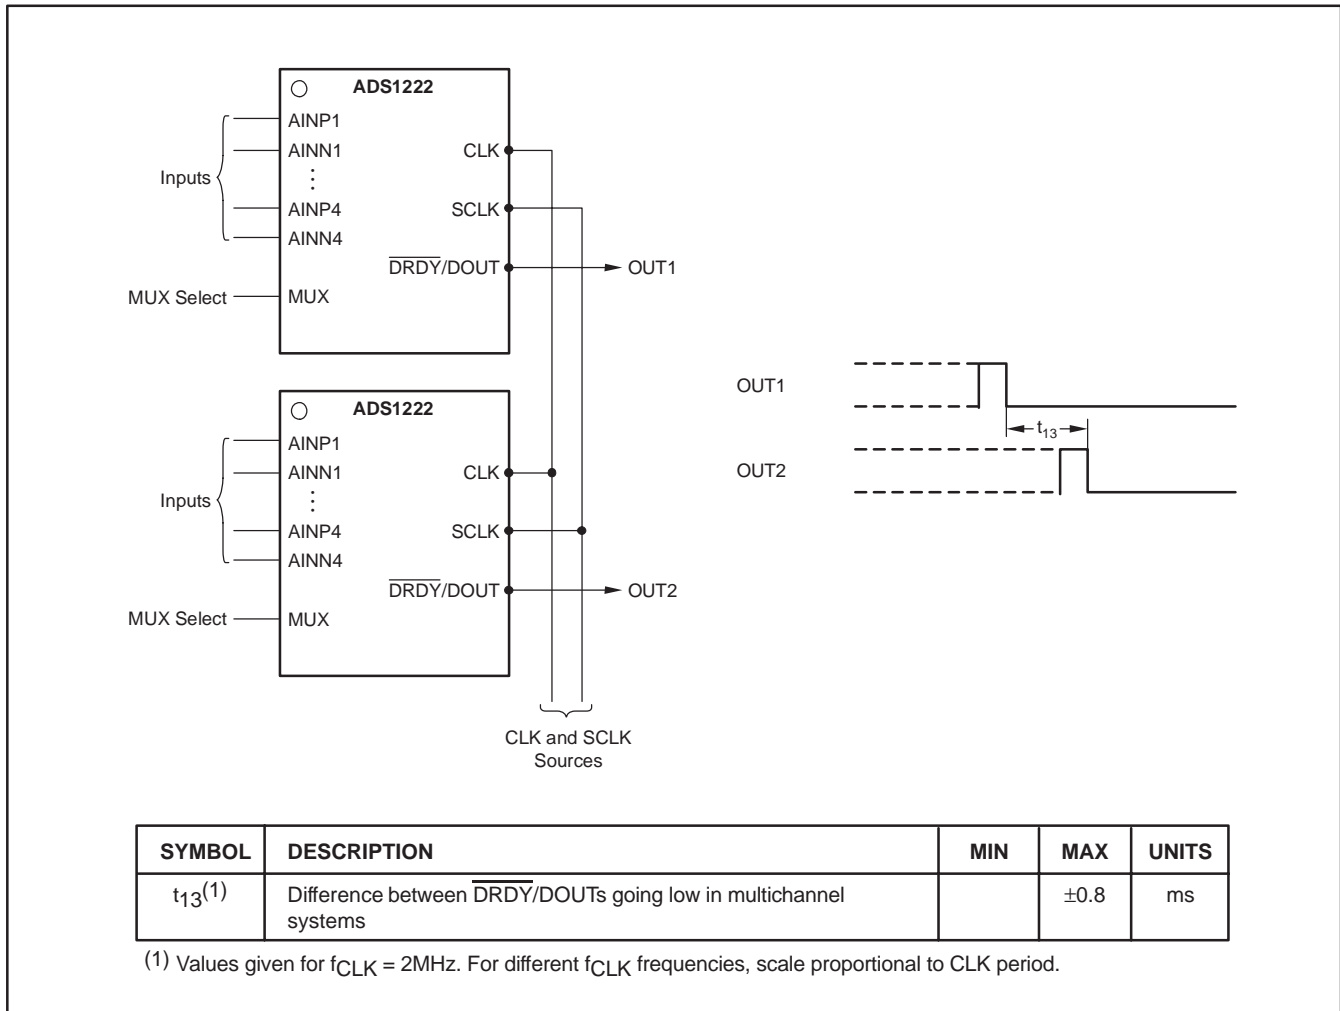 ADS1222
AINP1
AINN1
CLK
Inputs
⋮
AINP4
SCLK
AINN4
DRDY/DOUT
OUT1
MUX Select
MUX
ADS1222
AINP1
AINN1
CLK
Inputs
⋮
AINP4
SCLK
AINN4
DRDY/DOUT
OUT2
MUX Select
MUX
CLK and SCLK
Sources
OUT1
t13
OUT2
SYMBOL DESCRIPTION MIN MAX UNITS
t13(1) Difference between DRDY/DOUTs going low in multichannel ±0.8 ms
systems
(1) Values given for fCLK = 2MHz. For different fCLK frequencies, scale proportional to CLK period.